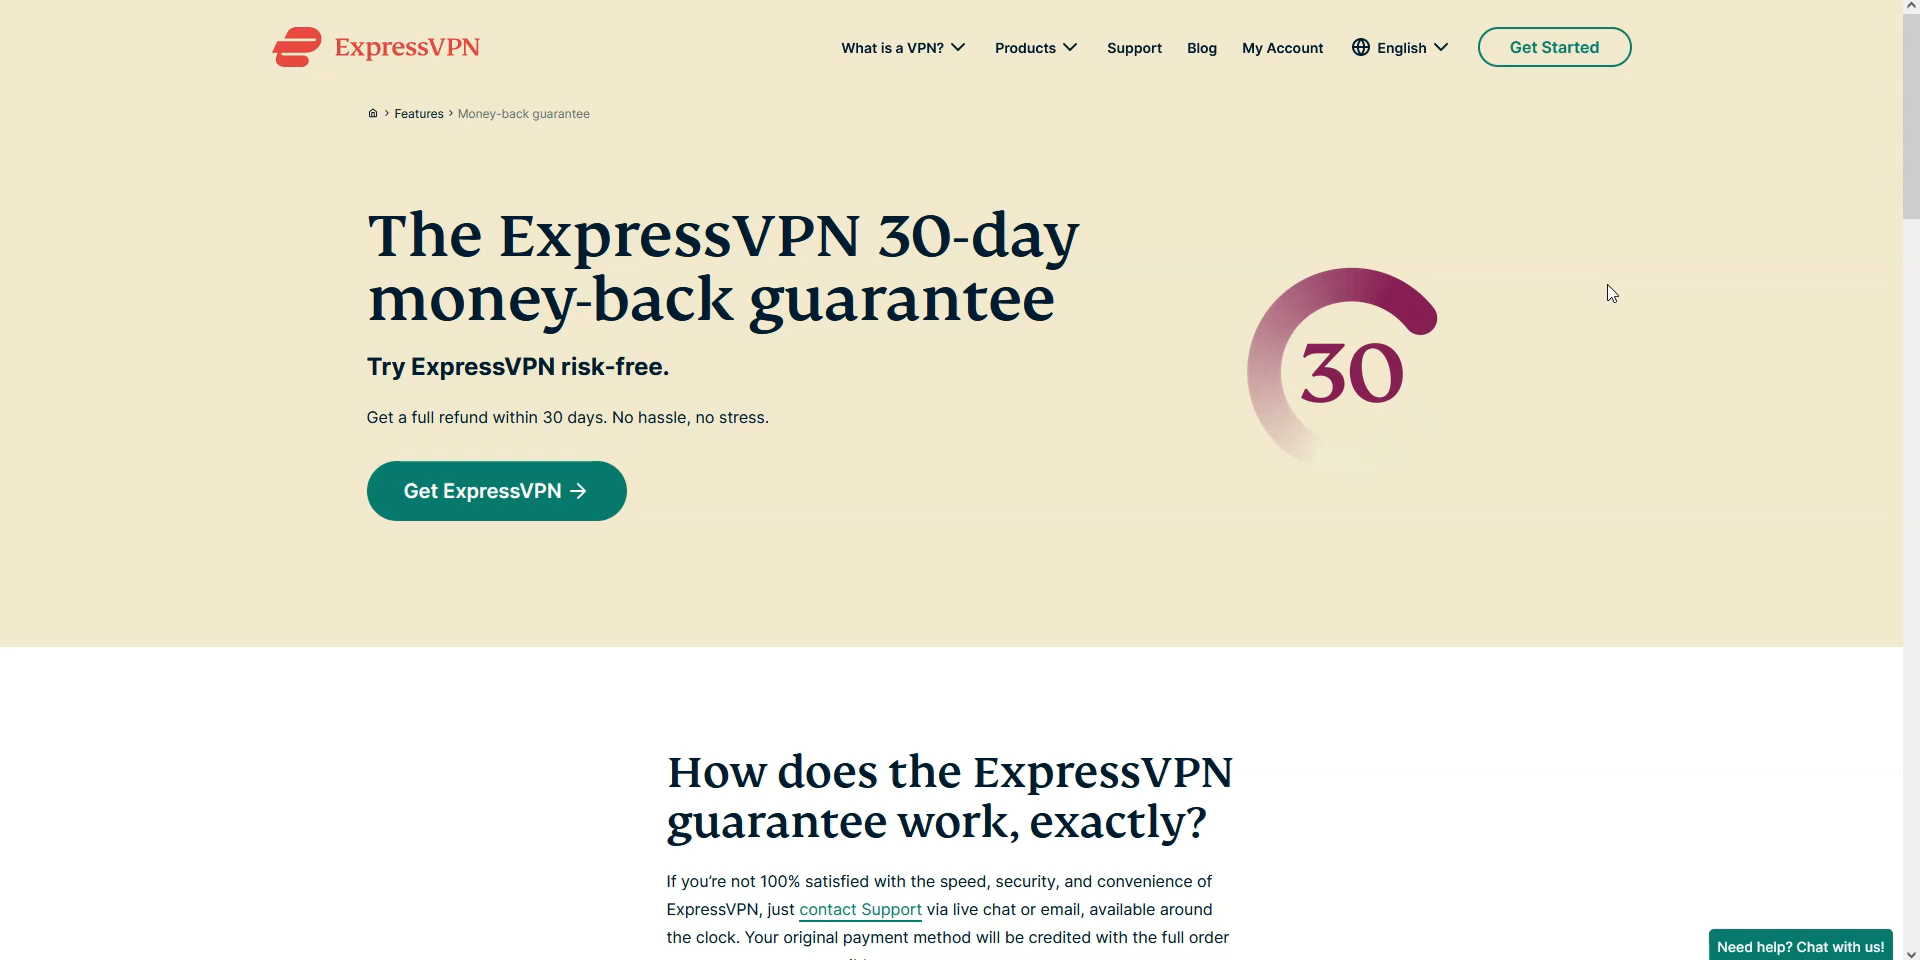 ExpressVPN
What is a VPN?
Products
Support
Blog
My Account
English
Get Started
> Features > Money-back guarantee
The ExpressVPN 30-day
money-back guarantee
Try ExpressVPN risk-free.
Get a full refund within 30 days. No hassle, no stress.
Get ExpressVPN →
30
How does the ExpressVPN
guarantee work, exactly?
If you're not 100% satisfied with the speed, security, and convenience of
ExpressVPN, just contact Support via live chat or email, available around
the clock. Your original payment method will be credited with the full order
Need help? Chat with us!